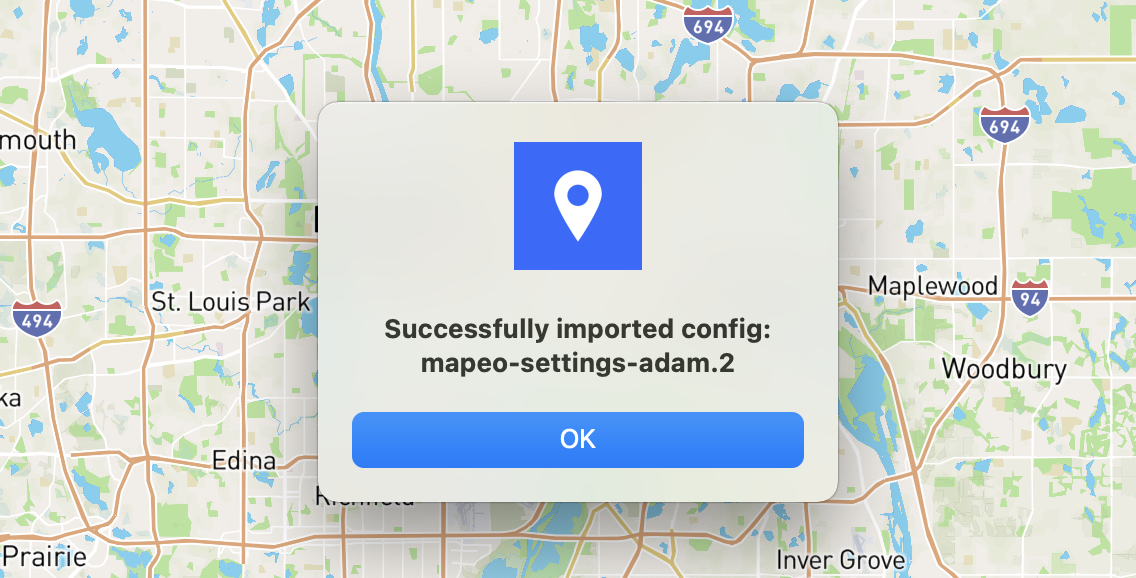 694
694
mouth
St. Louis Park
Maplewood
94
494
Successfully imported config:
mapeo-settings-adam.2
Woodbury
ka
OK
Edina
Richfield
Prairie
Inver Grove